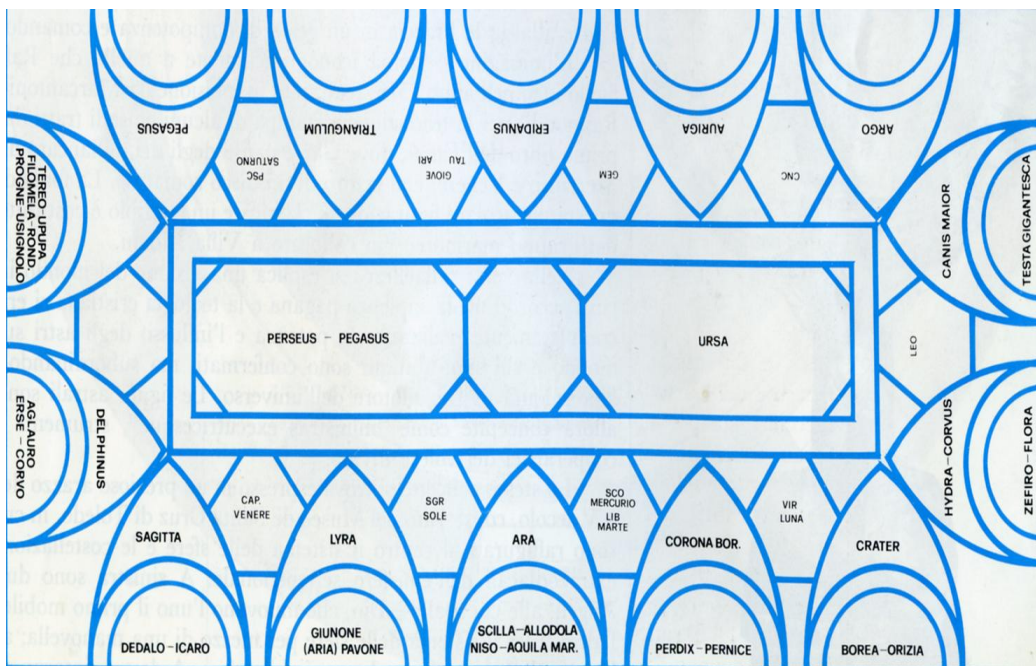 PEGASUS
TRIANGULUM
ERIDANUS
AURIGA
ARGO
PSC
SATURNO
TAU
GIOVE
ARI
GEM
CNC
TEREO-UPUPA
FILOMELA-ROND.
PROGNE-USIGNOLO
CANIS MAIOR
TESTA GIGANTESCA
PERSEUS - PEGASUS
URSA
LEO
AGLAURO
ERSE-CORVO
DELPHINUS
HYDRA-CORVUS
ZEFIRO-FLORA
SAGITTA
CAP.
VENERE
LYRA
SGR
SOLE
ARA
SCO
MERCURIO
LIB
MARTE
CORONA BOR.
VIR
LUNA
CRATER
DEDALO-ICARO
GIUNONE
(ARIA) PAVONE
SCILLA-ALLODOLA
NISO-AQUILA MAR.
PERDIX-PERNICE
BOREA-ORIZIA